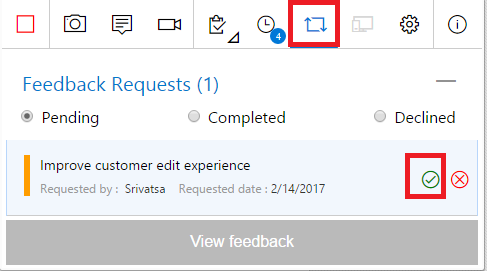 4
Feedback Requests (1)
Pending Completed Declined
Improve customer edit experience
Requested by : Srivatsa Requested date : 2/14/2017
View feedback